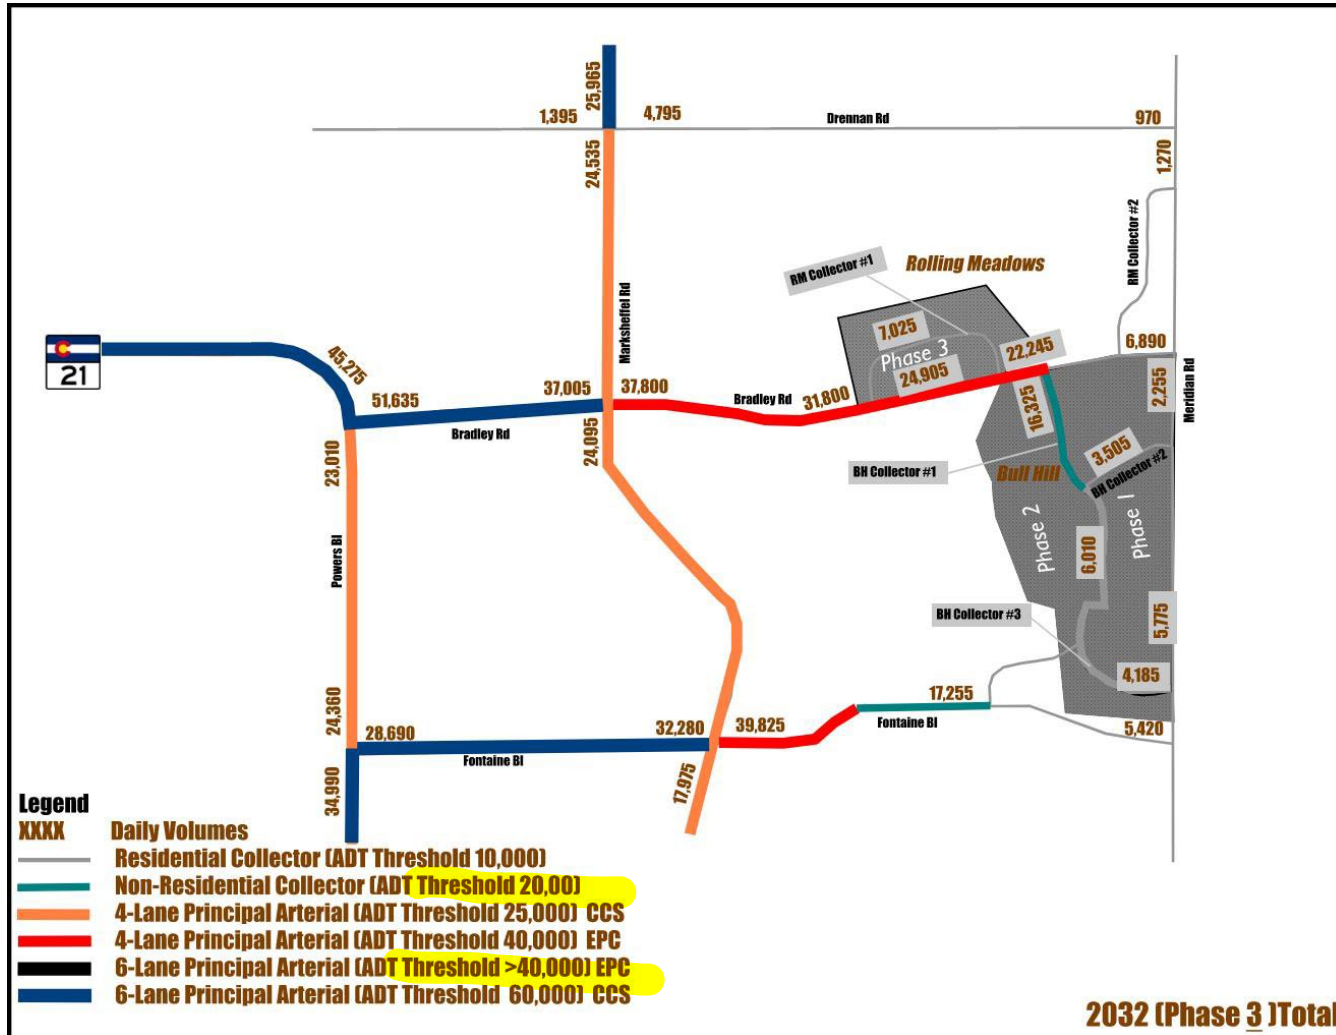 25,965
1,395
4,795
Drennan Rd
970
24,535
1,270
RM Collector #2
RM Collector #1
Rolling Meadows
Marksheffel Rd
7,025
Phase 3
22,245
6,890
21
45,275
24,905
2,255
Meridian Rd
51,635
37,005
37,800
Bradley Rd
31,800
16,325
Bradley Rd
24,095
23,010
3,505
BH Collector #1
Bull Hill
BH Collector #2
Phase 2
Phase 1
6,010
Powers Bl
BH Collector #3
5,775
4,185
24,360
28,690
32,280
39,825
17,255
Fontaine Bl
5,420
Fontaine Bl
34,990
17,975
Legend
XXXX Daily Volumes
Residential Collector (ADT Threshold 10,000)
Non-Residential Collector (ADT Threshold 20,00)
4-Lane Principal Arterial (ADT Threshold 25,000) CCS
4-Lane Principal Arterial (ADT Threshold 40,000) EPC
6-Lane Principal Arterial (ADT Threshold >40,000) EPC
6-Lane Principal Arterial (ADT Threshold 60,000) CCS
2032 (Phase 3 )Total